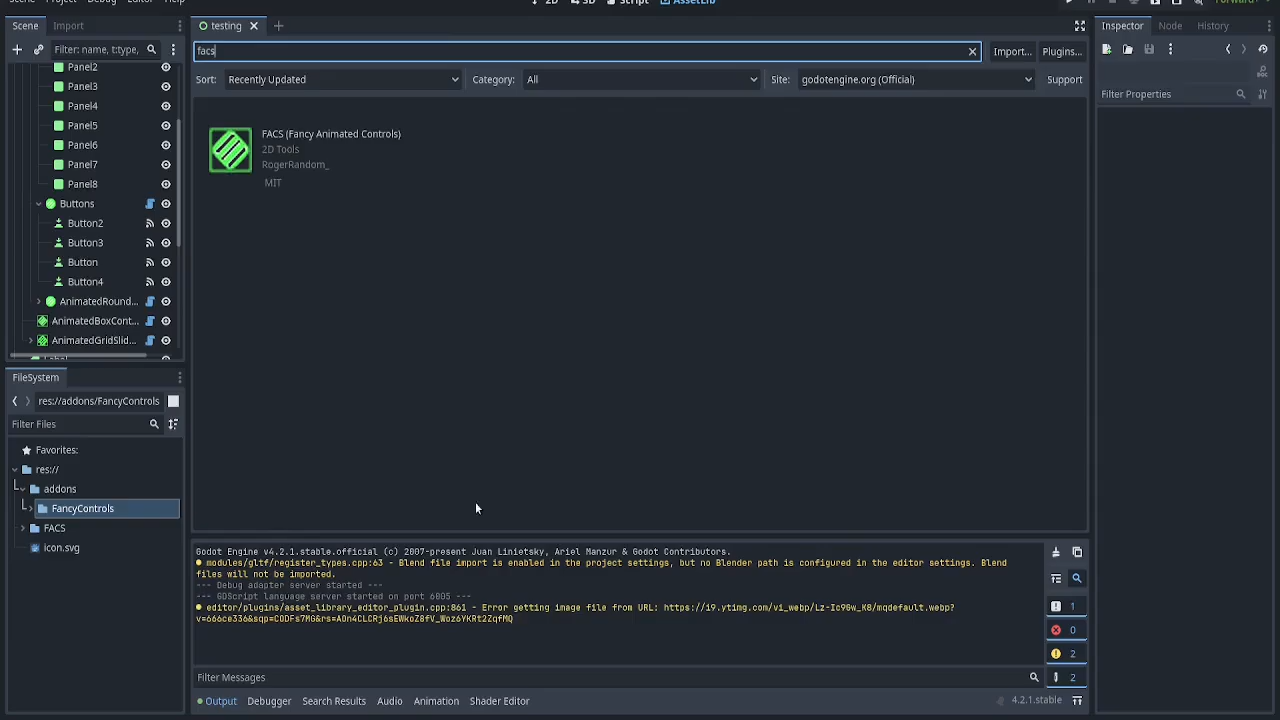 Scene Project Debug Editor Help
2D 3D Script AssetLib
Forward+
Scene Import
testing
Inspector Node History
Filter: name, t:type,
facs
Import... Plugins...
Sort: Recently Updated Category: All Site: godotengine.org (Official) Support
Filter Properties
Panel2
Panel3
Panel4
Panel5
Panel6
Panel7
Panel8
Buttons
Button2
Button3
Button
Button4
AnimatedRound...
AnimatedBoxCont...
AnimatedGridSlid...
Label
FACS (Fancy Animated Controls)
2D Tools
RogerRandom_
MIT
FileSystem
res://addons/FancyControls
Filter Files
Favorites:
res://
addons
FancyControls
FACS
icon.svg
Godot Engine v4.2.1.stable.official (c) 2007-present Juan Linietsky, Ariel Manzur & Godot Contributors.
modules/gltf/register_types.cpp:63 - Blend file import is enabled in the project settings, but no Blender path is configured in the editor settings. Blend
files will not be imported.
--- Debug adapter server started ---
--- GDScript language server started on port 6005 ---
editor/plugins/asset_library_editor_plugin.cpp:861 - Error getting image file from URL:
1
0
2
2
Filter Messages
Output Debugger Search Results Audio Animation Shader Editor
4.2.1.stable